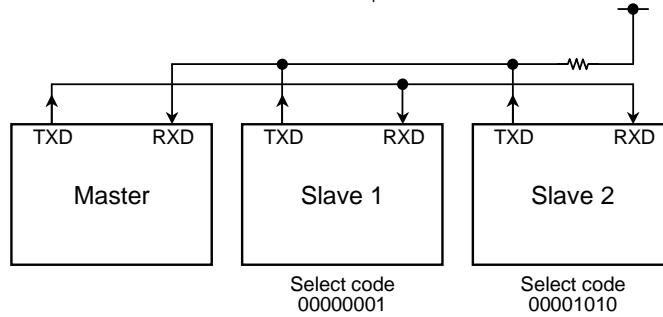 TXD RXD TXD RXD TXD RXD
Master Slave 1 Slave 2
Select code Select code
00000001 00001010